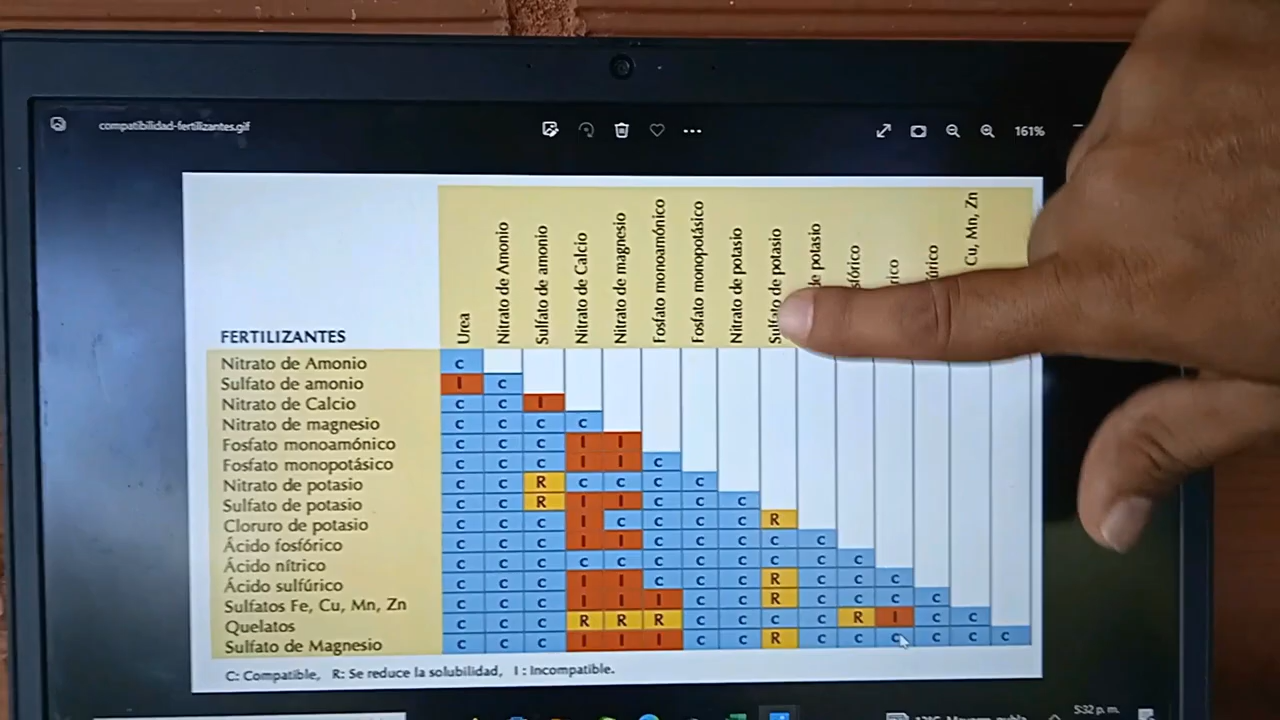 compatibilidad-fertilizantes.gif
161%
Urea
Nitrato de Amonio
Sulfato de amonio
Nitrato de Calcio
Nitrato de magnesio
Fosfato monoamónico
Fosfato monopotásico
Nitrato de potasio
Sulfato de potasio
de potasio
Cu, Mn, Zn
FERTILIZANTES
Nitrato de Amonio C
Sulfato de amonio I C
Nitrato de Calcio C C I
Nitrato de magnesio C C C C
Fosfato monoamónico C C C I I
Fosfato monopotásico C C C I I C
Nitrato de potasio C C R C C C C
Sulfato de potasio C C R I I C C C
Cloruro de potasio C C C I C C C C R
Ácido fosfórico C C C I I C C C C C
Ácido nítrico C C C C C C C C C C C
Ácido sulfúrico C C C I I C C C R C C C
Sulfatos Fe, Cu, Mn, Zn C C C I I I C C R C C C C
Quelatos C C C R R R C C C C R I C C
Sulfato de Magnesio C C C I I I C C R C C C C C C
C: Compatible, R: Se reduce la solubilidad, I : Incompatible.
5:32 p. m.